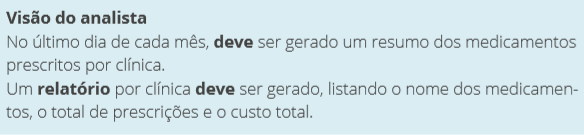 Visão do analista
No último dia de cada mês, deve ser gerado um resumo dos medicamentos
prescritos por clínica.
Um relatório por clínica deve ser gerado, listando o nome dos medicamen-
tos, o total de prescrições e o custo total.